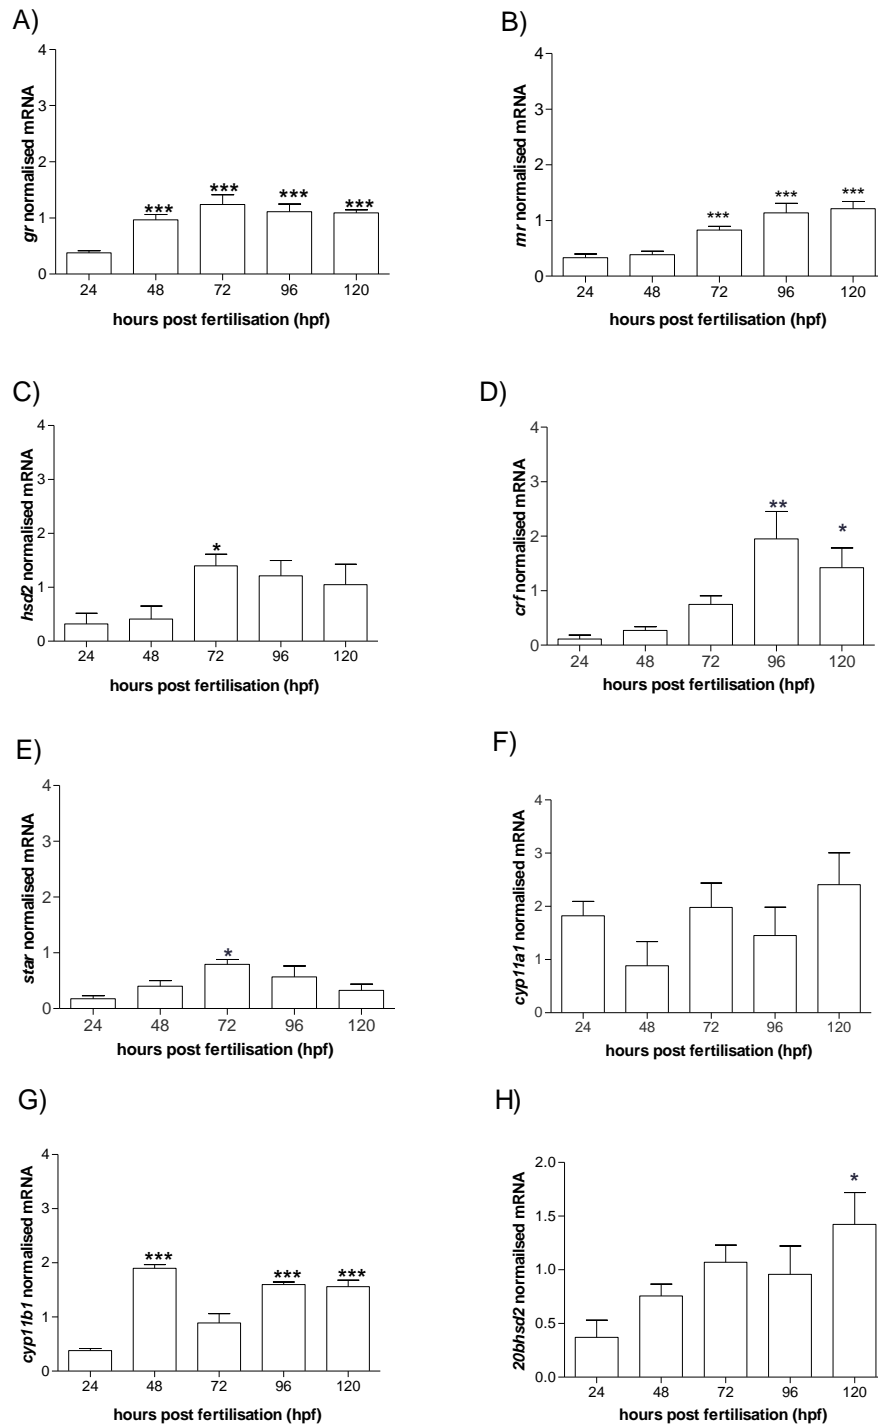 A)
B)
4
3
2
1
0
gr normalised mRNA
***
***
***
***
24 48 72 96 120
hours post fertilisation (hpf)
4
3
2
1
0
mr normalised mRNA
***
***
***
24 48 72 96 120
hours post fertilisation (hpf)
C)
D)
4
3
2
1
0
hsd2 normalised mRNA
*
24 48 72 96 120
hours post fertilisation (hpf)
4
3
2
1
0
crf normalised mRNA
**
*
24 48 72 96 120
hours post fertilisation (hpf)
E)
F)
4
3
2
1
0
star normalised mRNA
*
24 48 72 96 120
hours post fertilisation (hpf)
4
3
2
1
0
cyp11a1 normalised mRNA
24 48 72 96 120
hours post fertilisation (hpf)
G)
H)
4
3
2
1
0
cyp11b1 normalised mRNA
***
***
***
24 48 72 96 120
hours post fertilisation (hpf)
2.0
1.5
1.0
0.5
0.0
20bhsd2 normailsed mRNA
*
24 48 72 96 120
hours post fertilisation (hpf)